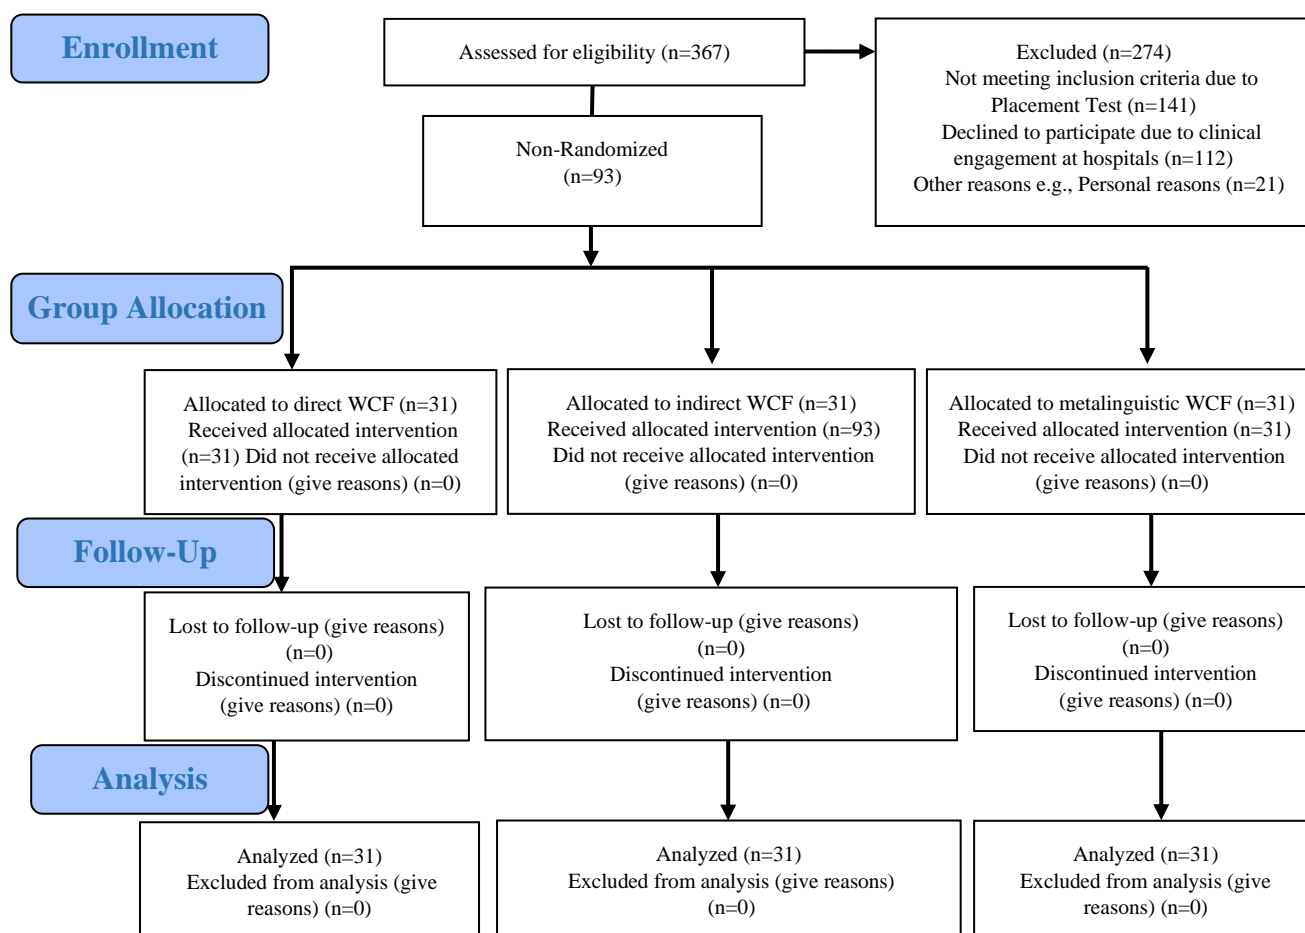 Enrollment
Assessed for eligibility (n=367)
Excluded (n=274)
Not meeting inclusion criteria due to
Placement Test (n=141)
Declined to participate due to clinical
engagement at hospitals (n=112)
Other reasons e.g., Personal reasons (n=21)
Non-Randomized
(n=93)
Group Allocation
Allocated to direct WCF (n=31)
Received allocated intervention
(n=31) Did not receive allocated
intervention (give reasons) (n=0)
Allocated to indirect WCF (n=31)
Received allocated intervention (n=93)
Did not receive allocated intervention
(give reasons) (n=0)
Allocated to metalinguistic WCF (n=31)
Received allocated intervention (n=31)
Did not receive allocated intervention
(give reasons) (n=0)
Follow-Up
Lost to follow-up (give reasons)
(n=0)
Discontinued intervention
(give reasons) (n=0)
Lost to follow-up (give reasons)
(n=0)
Discontinued intervention
(give reasons) (n=0)
Lost to follow-up (give reasons)
(n=0)
Discontinued intervention
(give reasons) (n=0)
Analysis
Analyzed (n=31)
Excluded from analysis (give
reasons) (n=0)
Analyzed (n=31)
Excluded from analysis (give reasons)
(n=0)
Analyzed (n=31)
Excluded from analysis (give
reasons) (n=0)